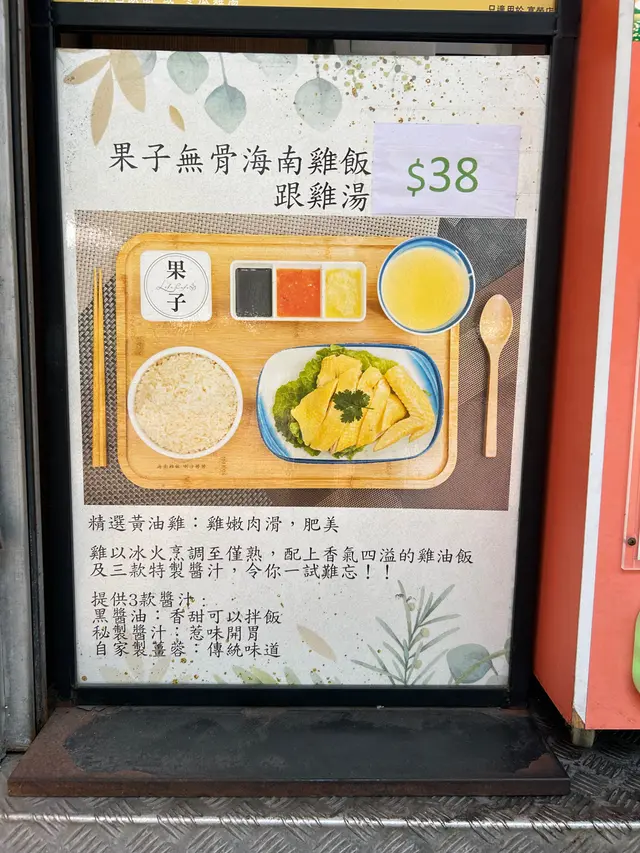 只適用於
果子無骨海南雞飯
跟雞湯
$38
果
子
精選黃油雞：雞嫩肉滑，肥美
雞以冰火烹調至僅熟，配上香氣四溢的雞油飯
及三款特製醬汁，令你一試難忘！！
提供3款醬汁：
黑醬油：香甜可以拌飯
秘製醬汁：惹味開胃
自家製薑蓉：傳統味道